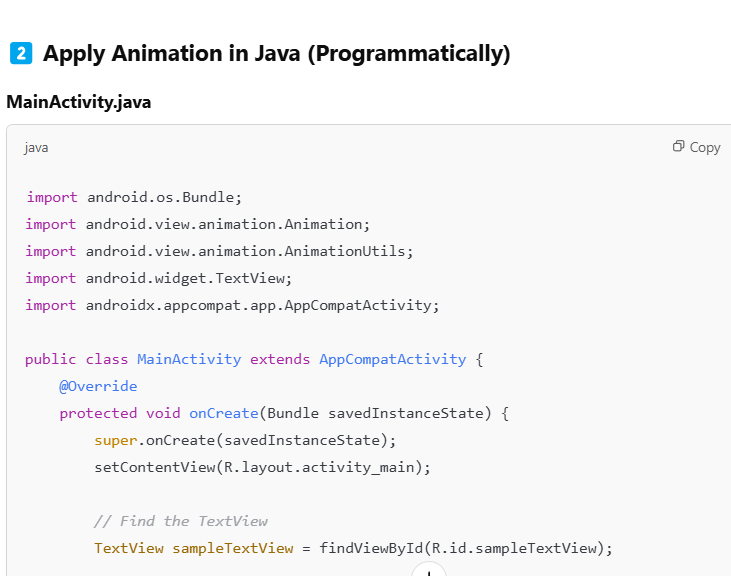 2 Apply Animation in Java (Programmatically)
MainActivity.java
java
Copy
import android.os.Bundle;
import android.view.animation.Animation;
import android.view.animation.AnimationUtils;
import android.widget.TextView;
import androidx.appcompat.app.AppCompatActivity;
public class MainActivity extends AppCompatActivity {
@Override
protected void onCreate(Bundle savedInstanceState) {
super.onCreate(savedInstanceState);
setContentView(R.layout.activity_main);
// Find the TextView
TextView sampleTextView = findViewById(R.id.sampleTextView);